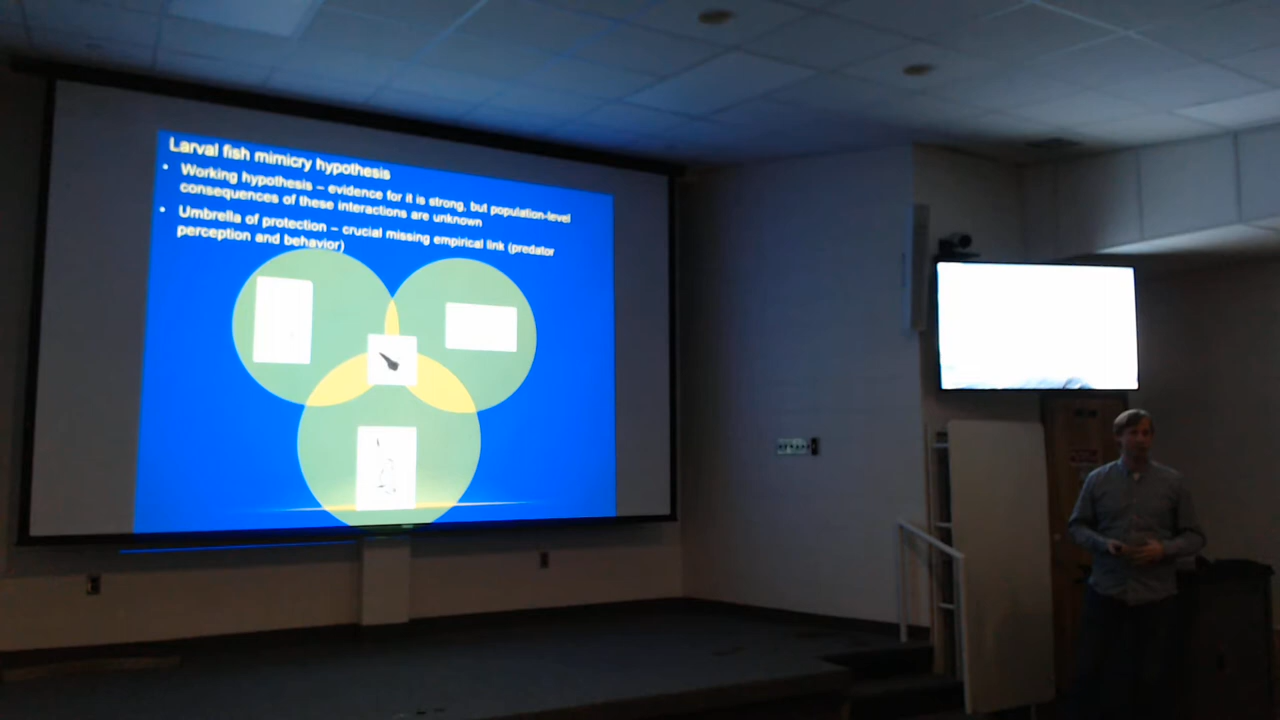 Larval fish mimicry hypothesis
• Working hypothesis – evidence for it is strong, but population-level
consequences of these interactions are unknown
• Umbrella of protection – crucial missing empirical link (predator
perception and behavior)